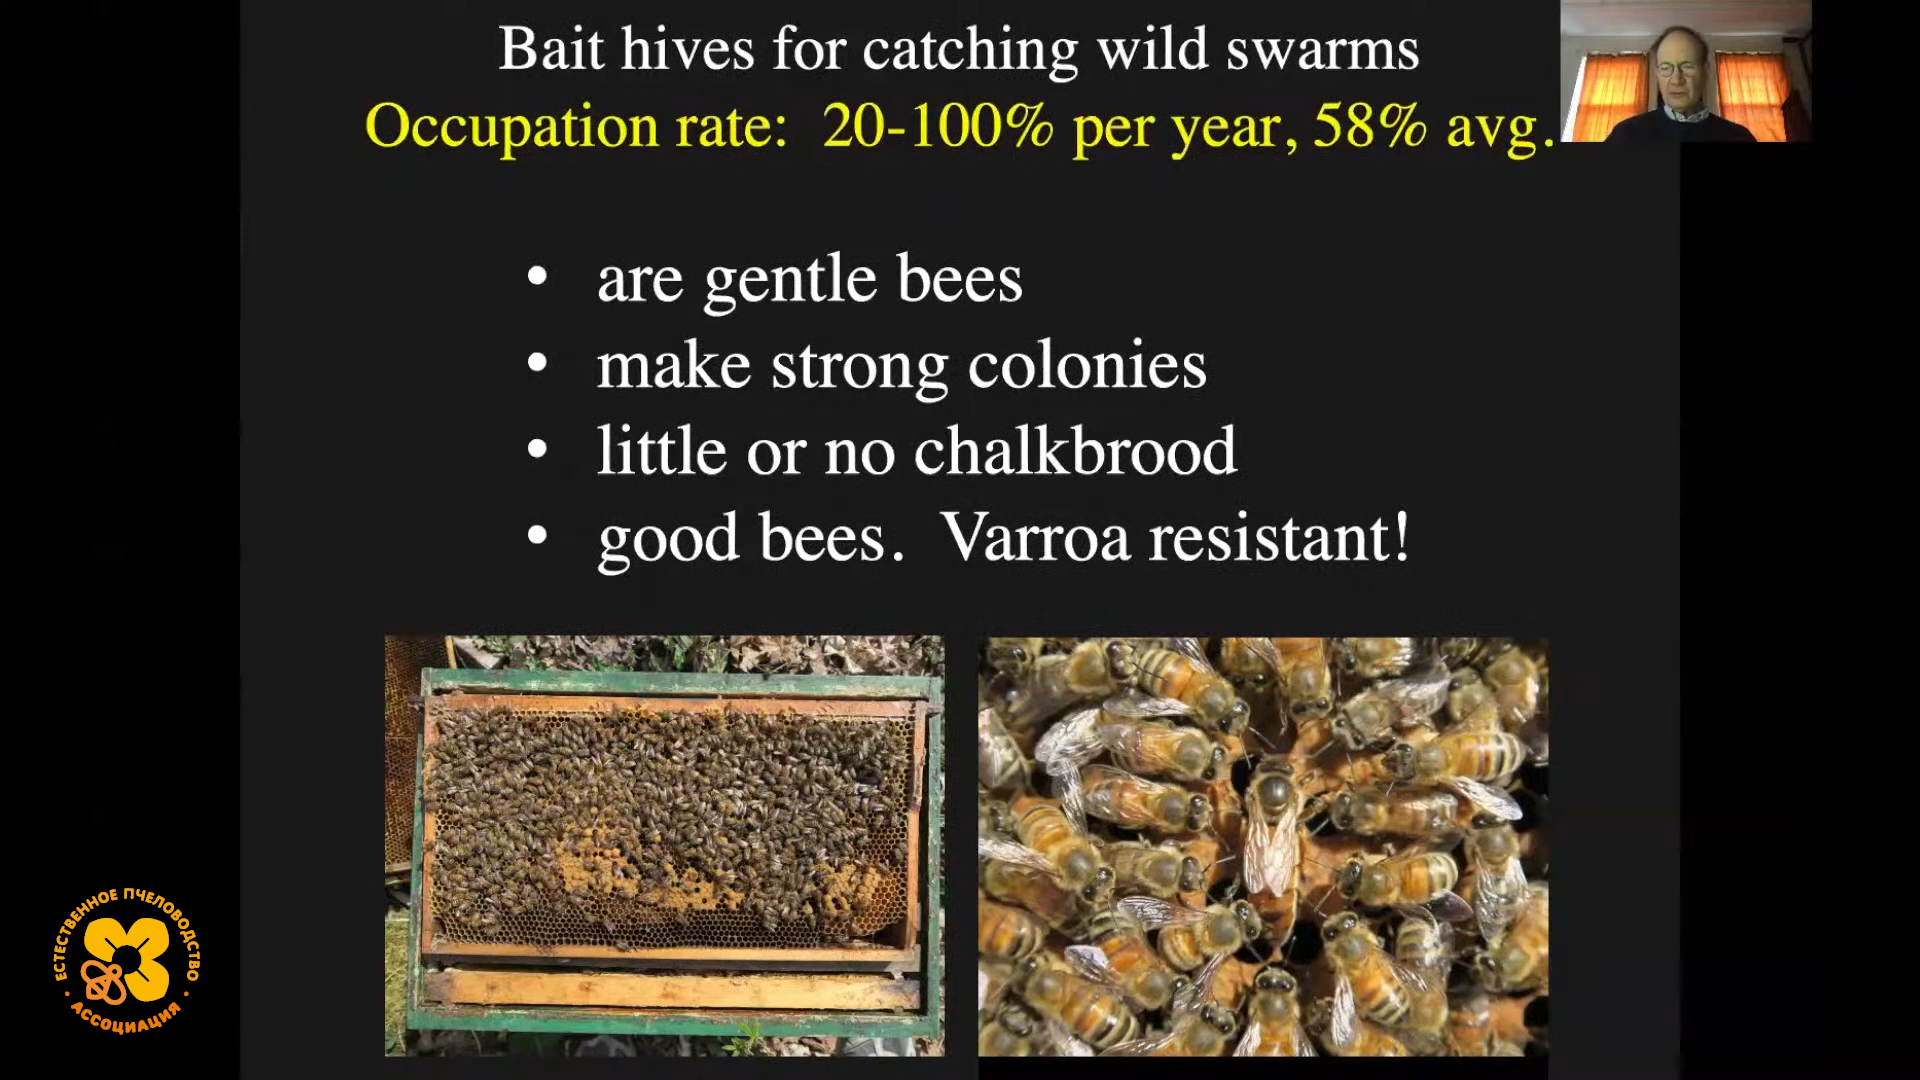 Bait hives for catching wild swarms
Occupation rate: 20-100% per year, 58% avg.
• are gentle bees
• make strong colonies
• little or no chalkbrood
• good bees. Varroa resistant!
ЕСТЕСТВЕННОЕ ПЧЕЛОВОДСТВО
• АССОЦИАЦИЯ •